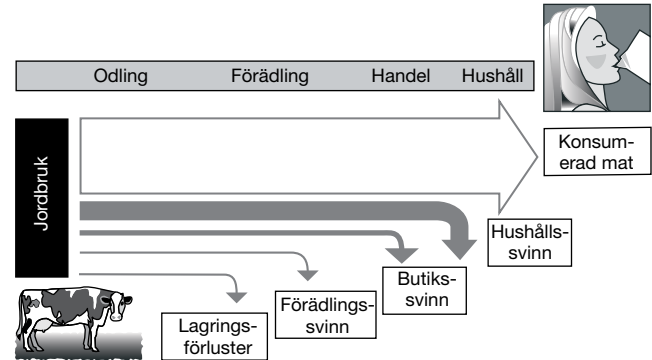 Odling Förädling Handel Hushåll
Jordbruk
Konsum-
erad mat
Hushålls-
svinn
Butiks-
svinn
Förädlings-
svinn
Lagrings-
förluster